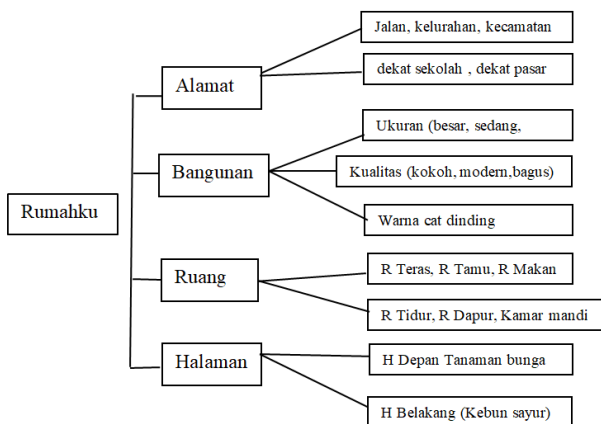 Rumahku
Alamat
Jalan, kelurahan, kecamatan
dekat sekolah , dekat pasar
Bangunan
Ukuran (besar, sedang,
Kualitas (kokoh, modern,bagus)
Warna cat dinding
Ruang
R Teras, R Tamu, R Makan
R Tidur, R Dapur, Kamar mandi
Halaman
H Depan Tanaman bunga
H Belakang (Kebun sayur)